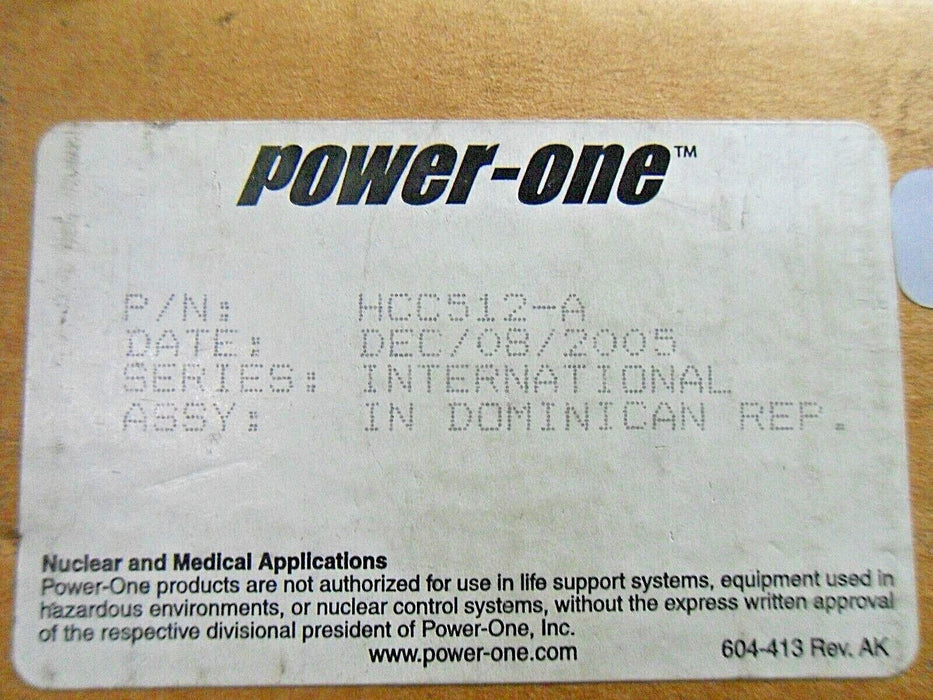 power-one™
P/N: HCC512-A
DATE: DEC/08/2005
SERIES: INTERNATIONAL
ASSY: IN DOMINICAN REP.
Nuclear and Medical Applications
Power-One products are not authorized for use in life support systems, equipment used in
hazardous environments, or nuclear control systems, without the express written approval
of the respective divisional president of Power-One, Inc.
www.power-one.com
604-413 Rev. AK